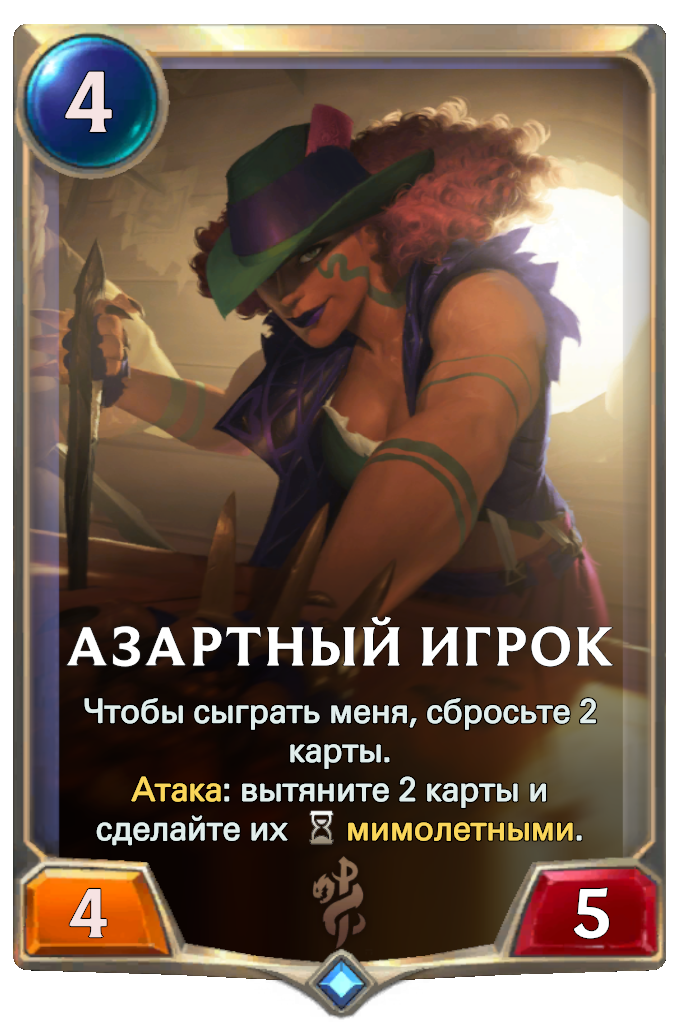 4
АЗАРТНЫЙ ИГРОК
Чтобы сыграть меня, сбросьте 2
карты.
Атака: вытяните 2 карты и
сделайте их мимолетными.
4
5